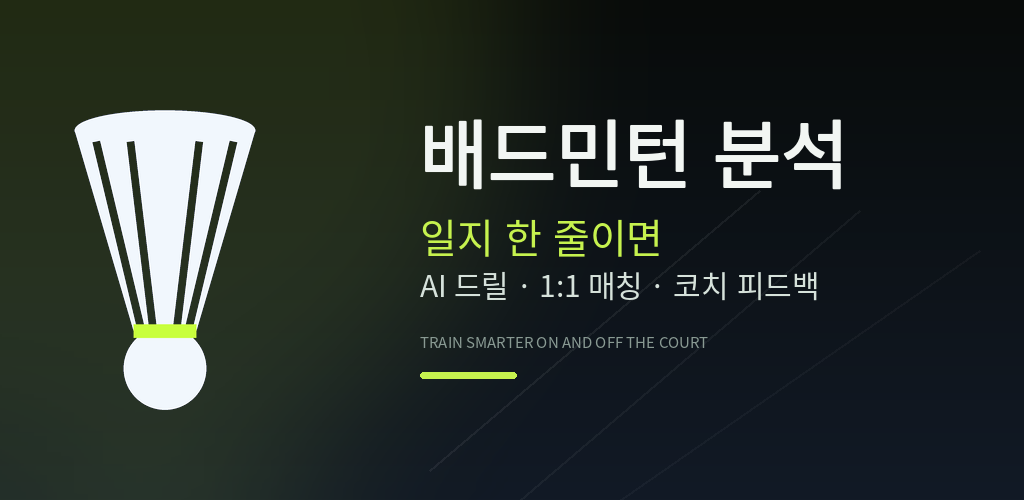 배드민턴 분석
일지 한 줄이면
AI 드릴 · 1:1 매칭 · 코치 피드백
TRAIN SMARTER ON AND OFF THE COURT